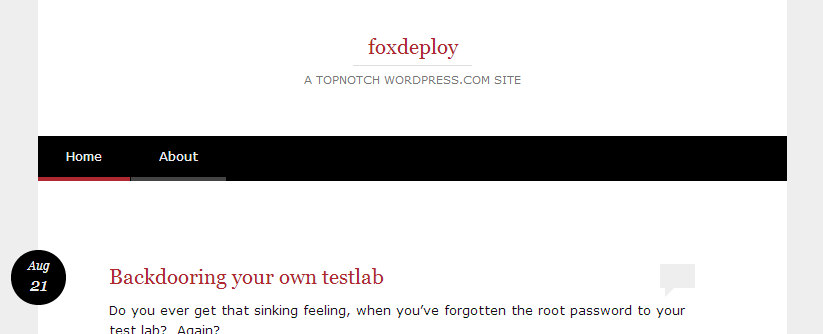 foxdeploy
A TOPNOTCH WORDPRESS.COM SITE
Home About
Aug
21
Backdooring your own testlab
Do you ever get that sinking feeling, when you’ve forgotten the root password to your
test lab? Again?